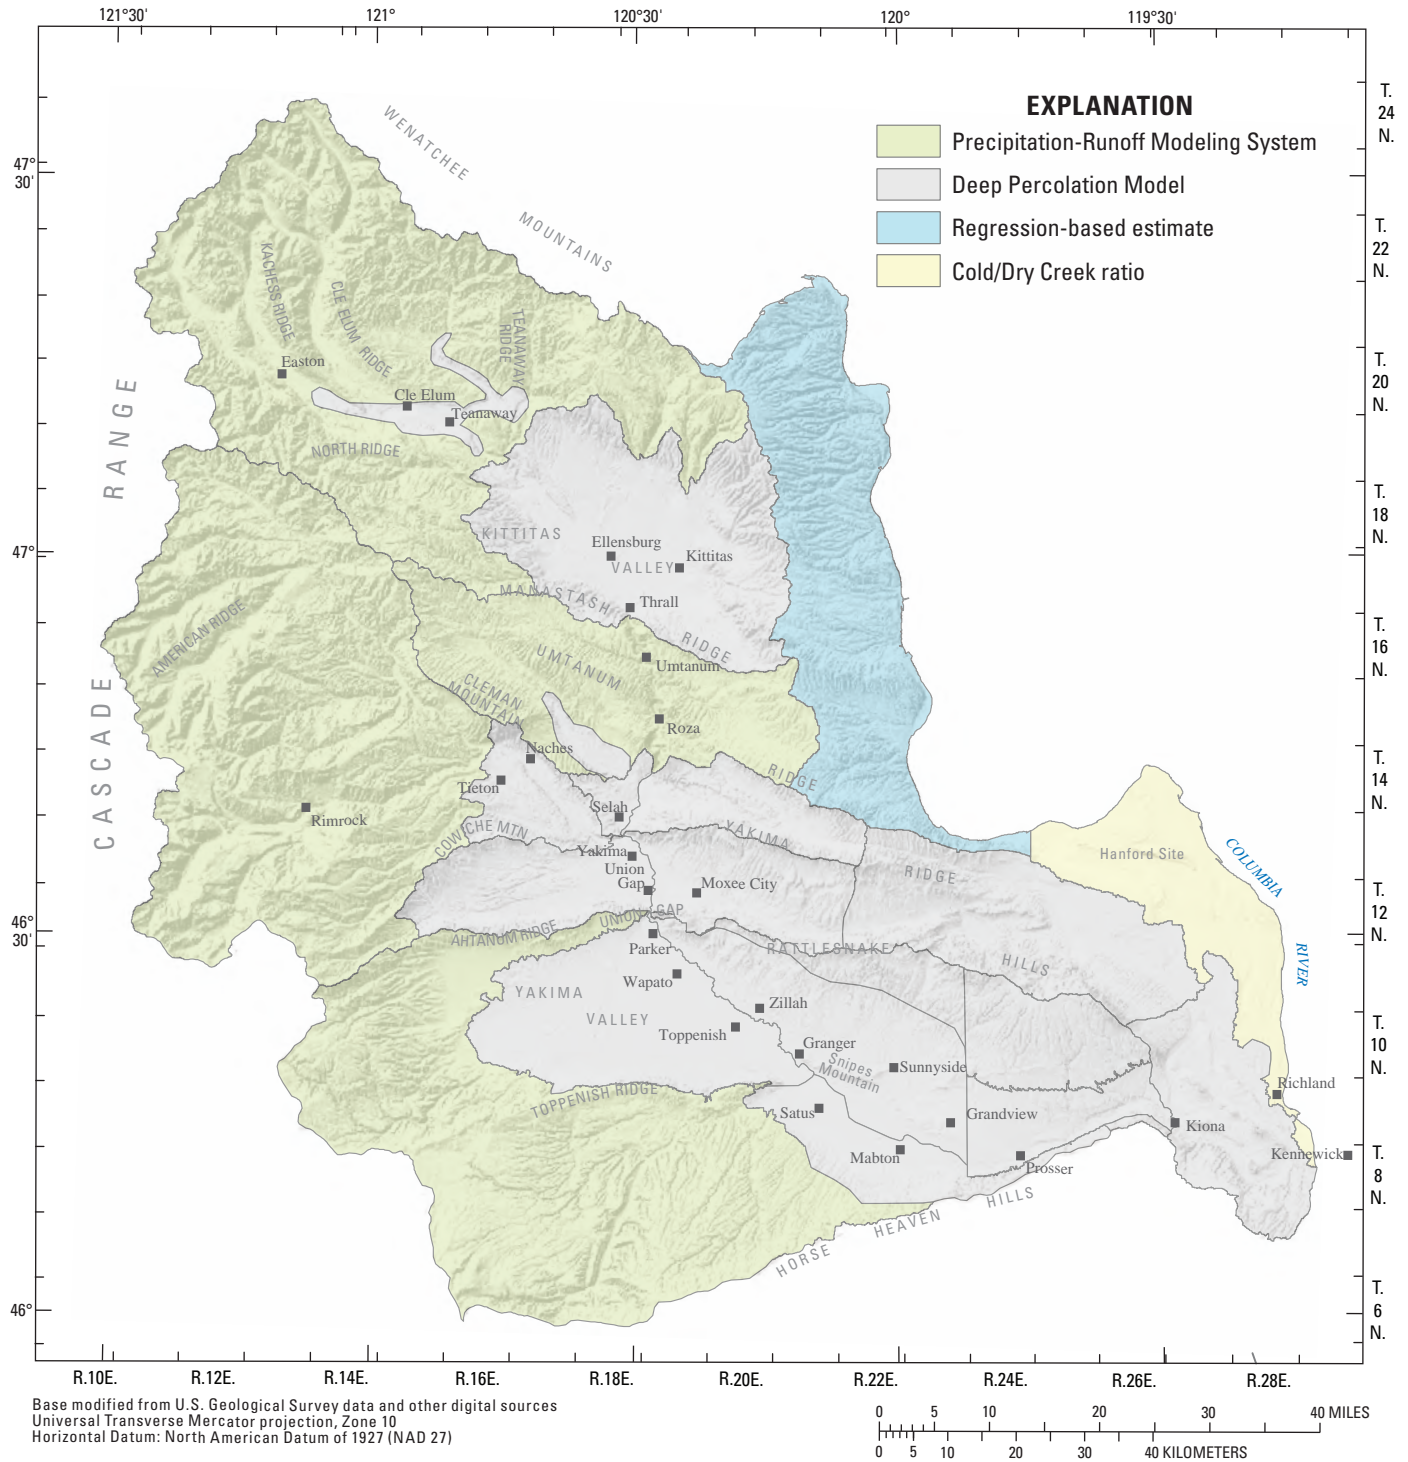 121°30'
121°
120°30'
120°
119°30'
T.
24
N.
EXPLANATION
Precipitation-Runoff Modeling System
Deep Percolation Model
Regression-based estimate
Cold/Dry Creek ratio
47°
30'
WENATCHEE
MOUNTAINS
T.
22
N.
KACHESS RIDGE
CLE ELUM RIDGE
TEANAWAY
RIDGE
Easton
Cle Elum
Teanaway
T.
20
N.
CASCADE RANGE
NORTH RIDGE
T.
18
N.
47°
KITTITAS
VALLEY
Ellensburg
Kittitas
Thrall
MANASTASH
RIDGE
AMERICAN RIDGE
T.
16
N.
UMTANUM
RIDGE
Umtanum
CLEMAN
MOUNTAIN
Roza
Naches
Tieton
T.
14
N.
Selah
Rimrock
COWICHE MTN
YAKIMA
RIDGE
Yakima
Union
Gap
Moxee City
Hanford Site
COLUMBIA
RIVER
T.
12
N.
46°
30'
AHTANUM RIDGE
UNION GAP
Parker
RATTLESNAKE
HILLS
Wapato
YAKIMA
VALLEY
Zillah
Toppenish
T.
10
N.
Granger
Snipes
Mountain
Sunnyside
TOPPENISH RIDGE
Satus
Grandview
Richland
Kiona
Mabton
Prosser
Kennewick
T.
8
N.
HORSE HEAVEN HILLS
46°
T.
6
N.
R.10E.
R.12E.
R.14E.
R.16E.
R.18E.
R.20E.
R.22E.
R.24E.
R.26E.
R.28E.
Base modified from U.S. Geological Survey data and other digital sources
Universal Transverse Mercator projection, Zone 10
Horizontal Datum: North American Datum of 1927 (NAD 27)
0 5 10 20 30 40 MILES
0 5 10 20 30 40 KILOMETERS